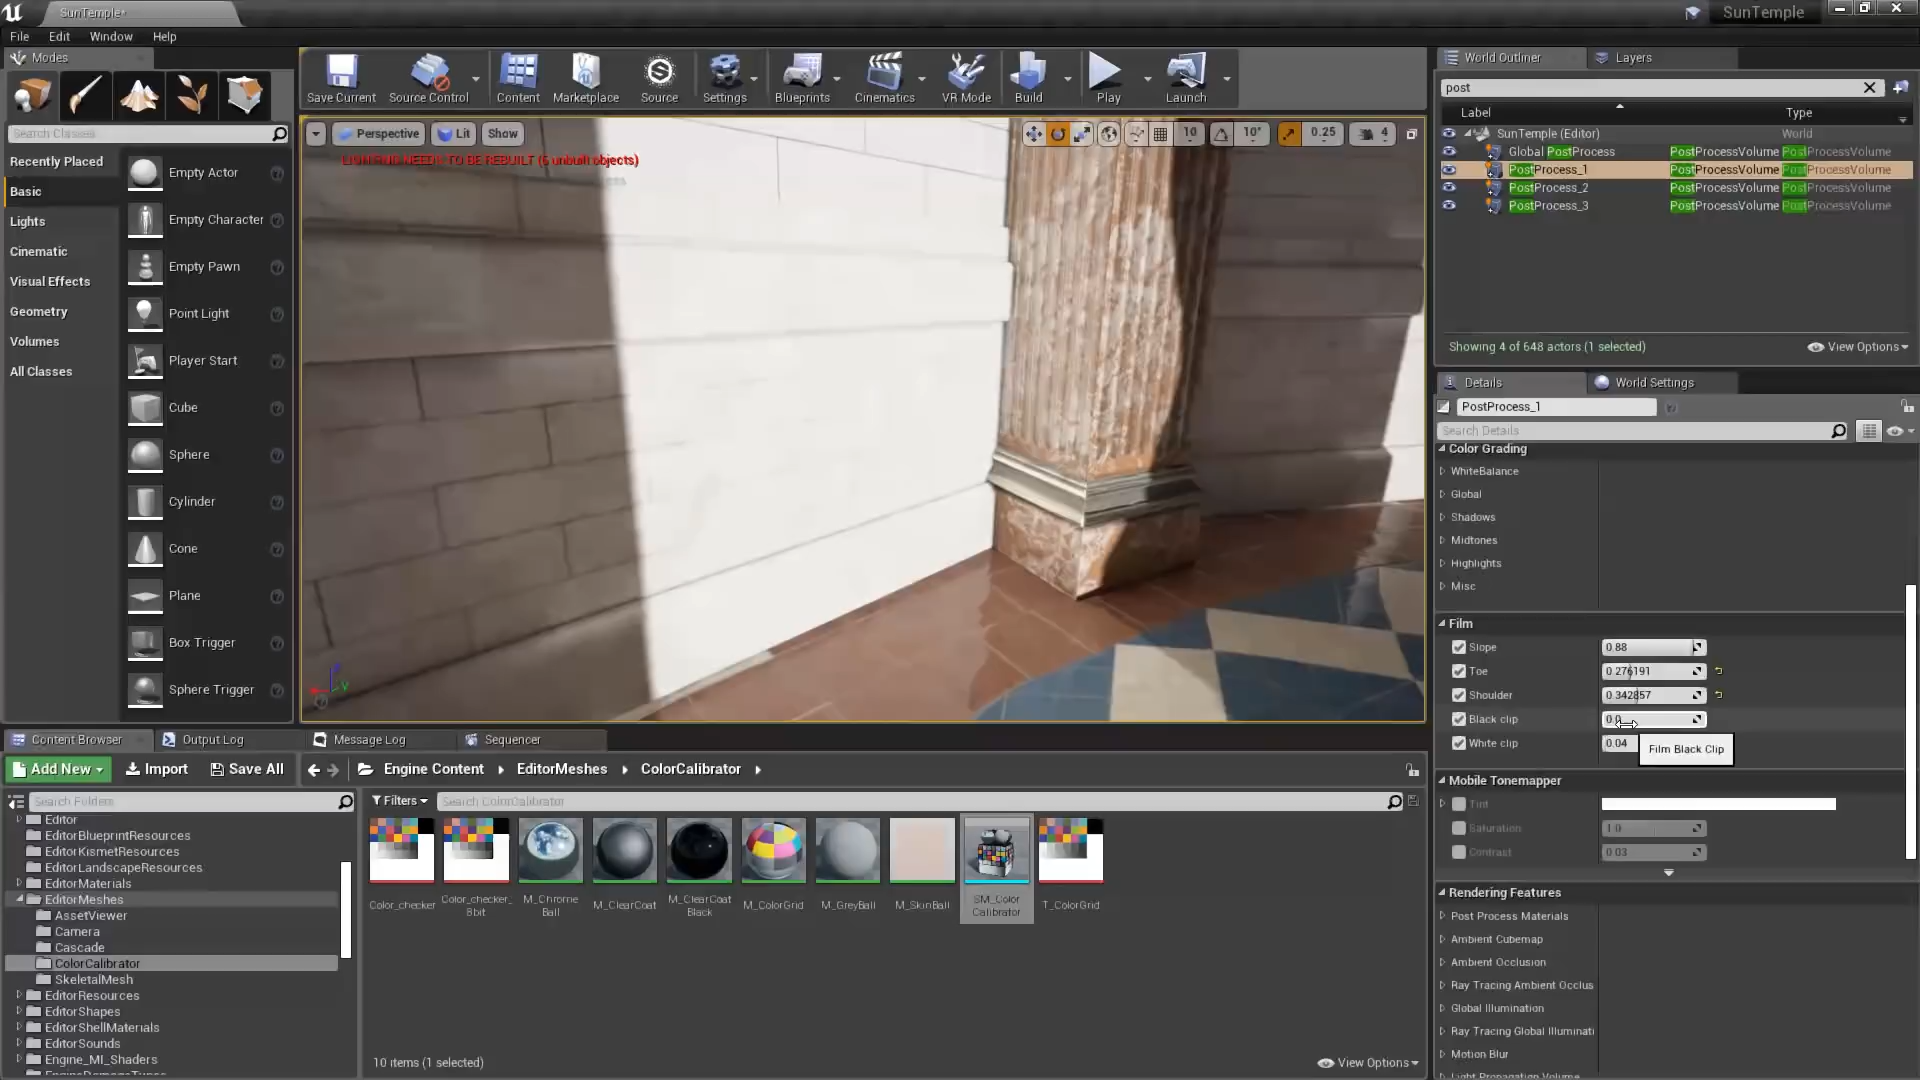 SunTemple*
SunTemple
File Edit Window Help
Modes
Search Classes
Recently Placed
Basic
Lights
Cinematic
Visual Effects
Geometry
Volumes
All Classes
Empty Actor
Empty Character
Empty Pawn
Point Light
Player Start
Cube
Sphere
Cylinder
Cone
Plane
Box Trigger
Sphere Trigger
Save Current Source Control Content Marketplace Source Settings Blueprints Cinematics VR Mode Build Play Launch
Perspective Lit Show 10 10° 0.25 4
LIGHTING NEEDS TO BE REBUILT (6 unbuilt objects)
World Outliner Layers
post
Label Type
SunTemple (Editor) World
Global PostProcess PostProcessVolume PostProcessVolume
PostProcess_1 PostProcessVolume PostProcessVolume
PostProcess_2 PostProcessVolume PostProcessVolume
PostProcess_3 PostProcessVolume PostProcessVolume
Showing 4 of 648 actors (1 selected) View Options
Details World Settings
PostProcess_1
Search Details
Color Grading
WhiteBalance
Global
Shadows
Midtones
Highlights
Misc
Film
Slope 0.88
Toe 0.276191
Shoulder 0.342857
Black clip 0.0
White clip 0.04
Film Black Clip
Mobile Tonemapper
Tint
Saturation 1.0
Contrast 0.03
Rendering Features
Post Process Materials
Ambient Cubemap
Ambient Occlusion
Ray Tracing Ambient Occlus
Global Illumination
Ray Tracing Global Illuminati
Motion Blur
Light Propagation Volume
Content Browser Output Log Message Log Sequencer
Add New Import Save All Engine Content EditorMeshes ColorCalibrator
Search Folders
Filters Search ColorCalibrator
Editor
EditorBlueprintResources
EditorKismetResources
EditorLandscapeResources
EditorMaterials
EditorMeshes
AssetViewer
Camera
Cascade
ColorCalibrator
SkeletalMesh
EditorResources
EditorShapes
EditorShellMaterials
EditorSounds
Engine_MI_Shaders
EngineDamageTypes
Color_checker
Color_checker_
8bit
M_Chrome
Ball
M_ClearCoat
M_ClearCoat
Black
M_ColorGrid
M_GreyBall
M_SkinBall
SM_Color
Calibrator
T_ColorGrid
10 items (1 selected) View Options